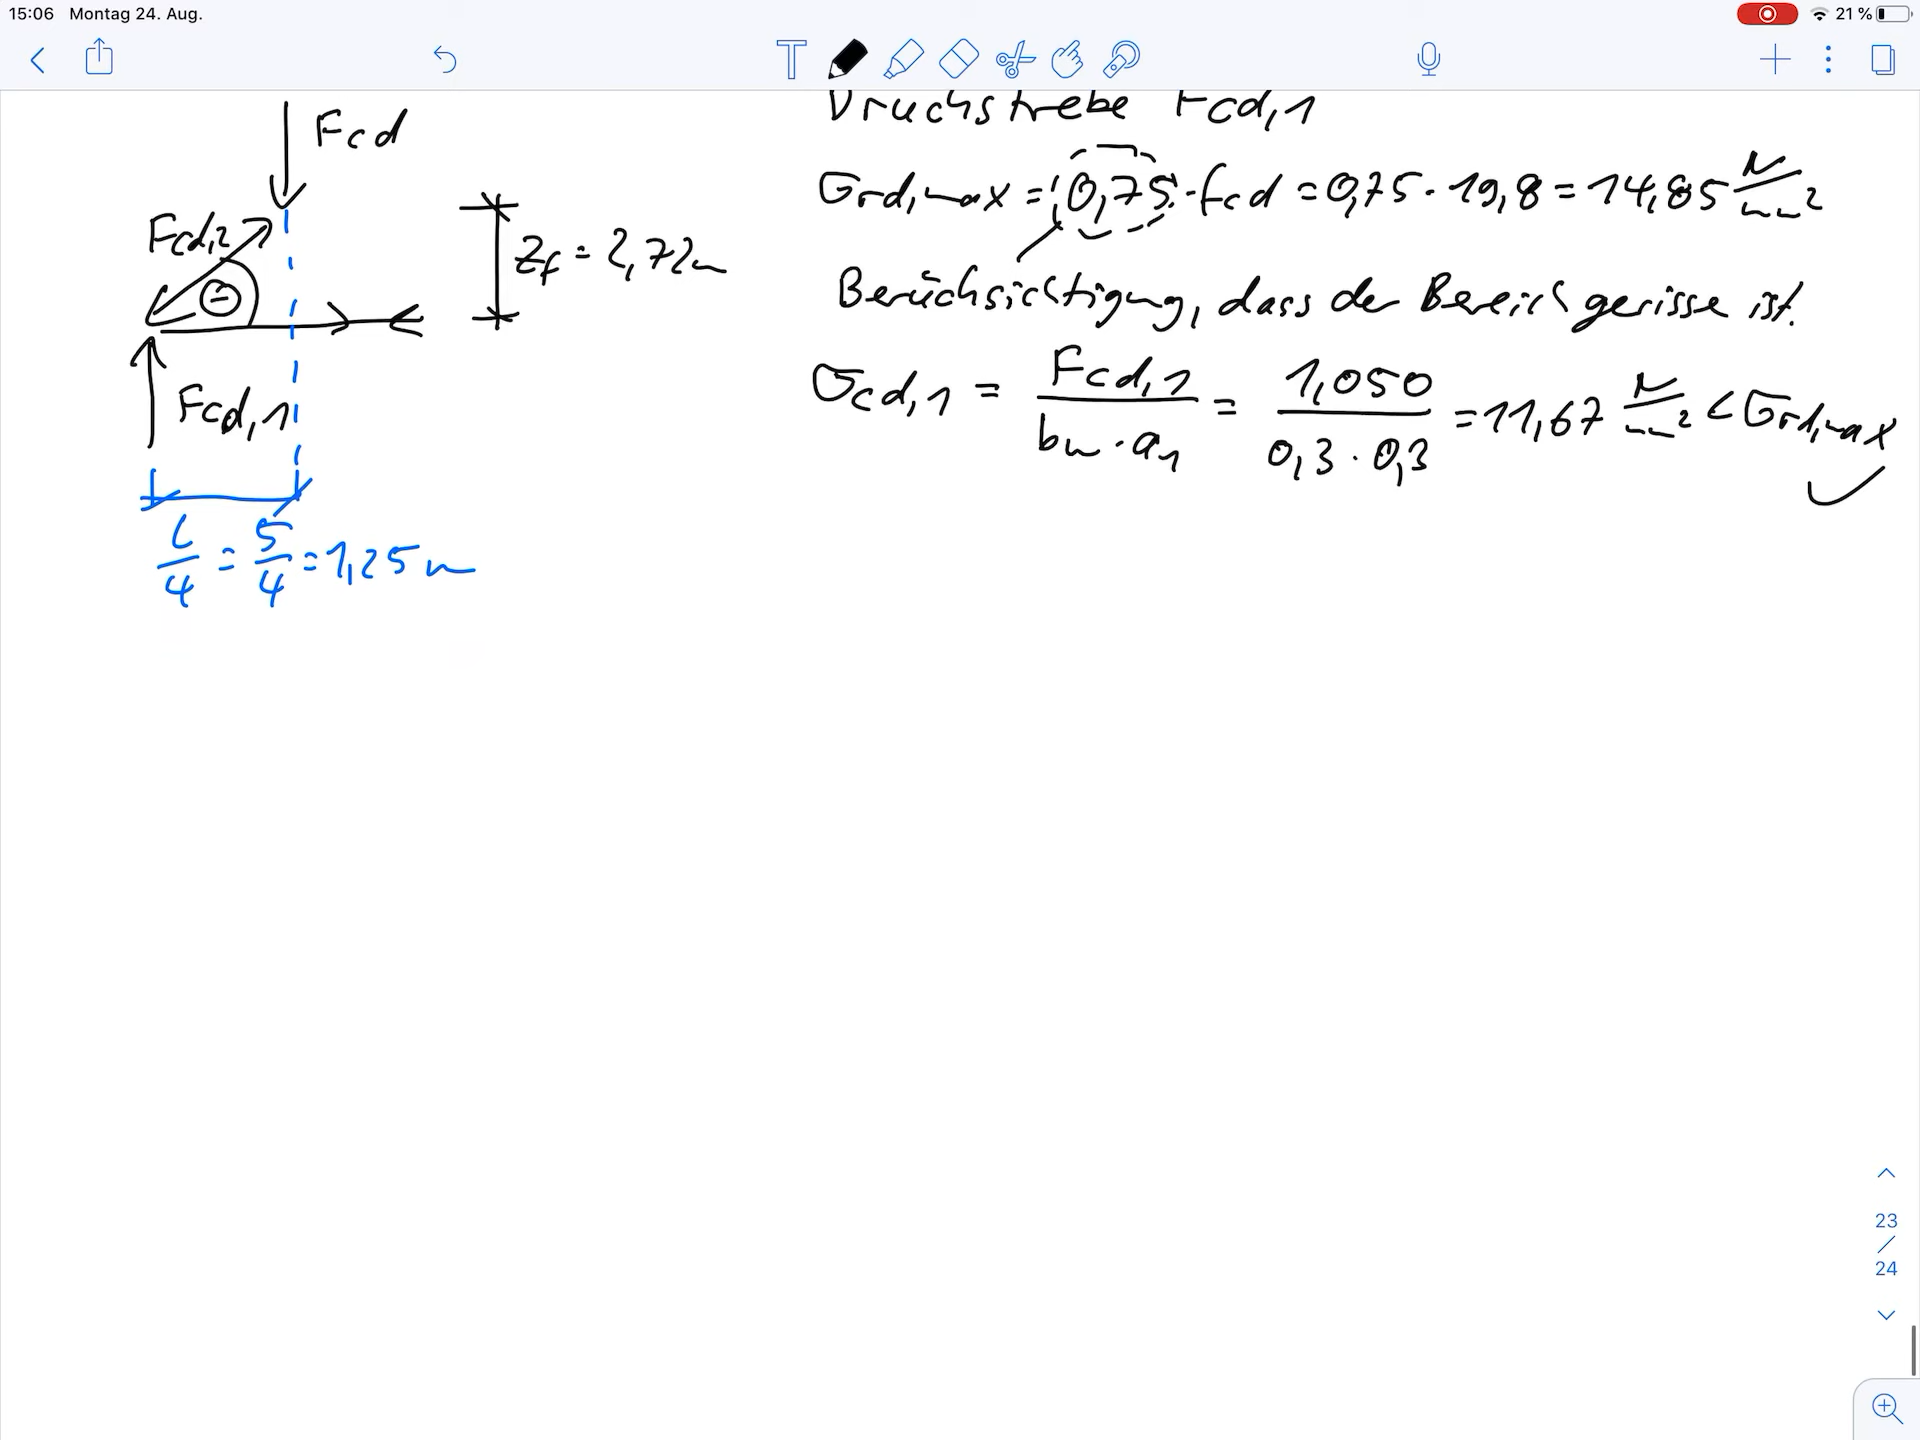 15:06 Montag 24. Aug.
21 %
T
Fcd
Fcd,2
Θ
zf = 2,72m
Fcd,1
l/4 = 5/4 = 1,25 m
Druckstrebe Fcd,1
σrd,max = 0,75 · fcd = 0,75 · 19,8 = 14,85 N/mm²
Berücksichtigung, dass der Bereich gerisse ist.
σcd,1 = Fcd,1 / bw · a1 = 1,050 / 0,3 · 0,3 = 11,67 N/mm² < σrd,max ✓
23
/
24